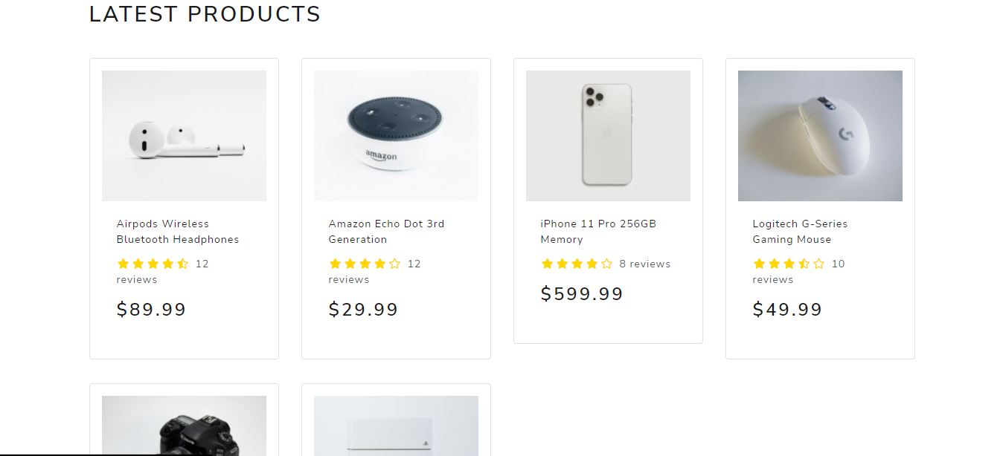 LATEST PRODUCTS
amazon
Airpods Wireless
Bluetooth Headphones
12
reviews
$89.99
Amazon Echo Dot 3rd
Generation
12
reviews
$29.99
iPhone 11 Pro 256GB
Memory
8 reviews
$599.99
Logitech G-Series
Gaming Mouse
10
reviews
$49.99